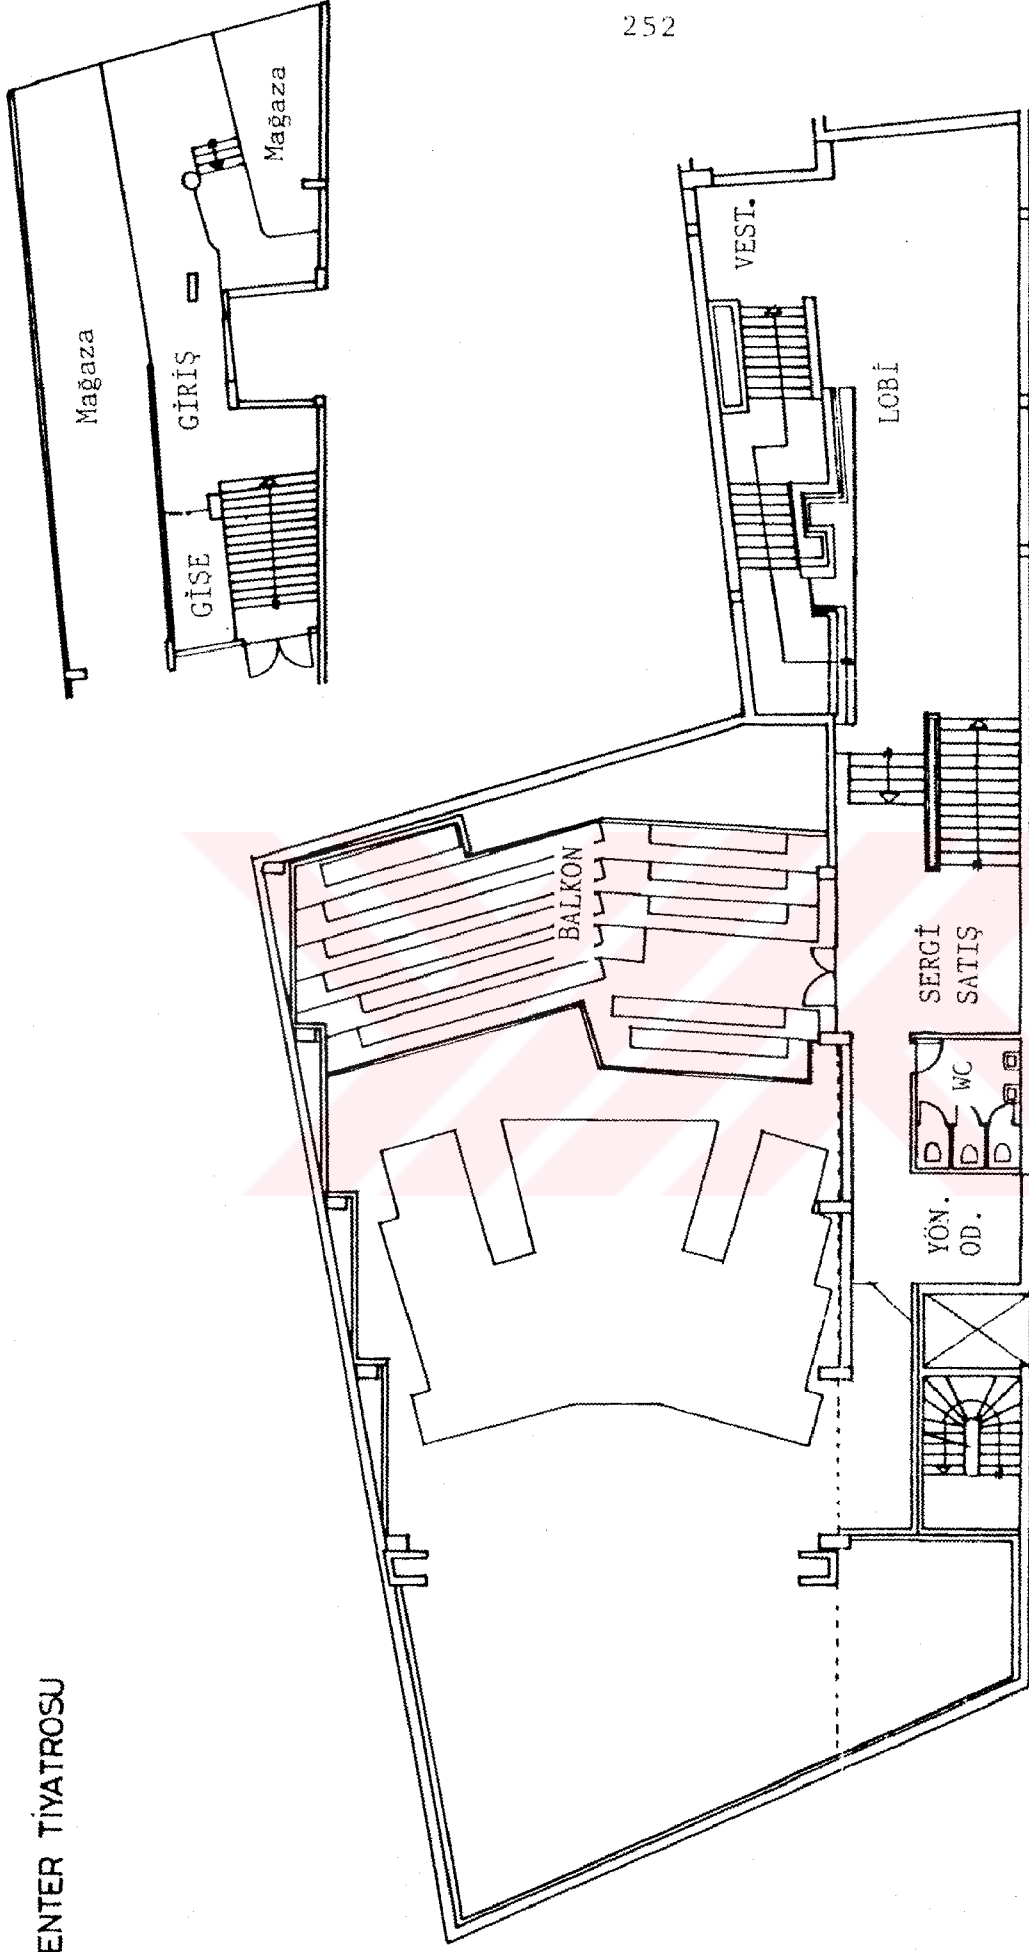 252
ENTER TİYATROSU
Mağaza
Mağaza
GİRİŞ
GİŞE
VEST.
LOBİ
BALKON
SERGİ
SATIŞ
WC
YÖN.
OD.